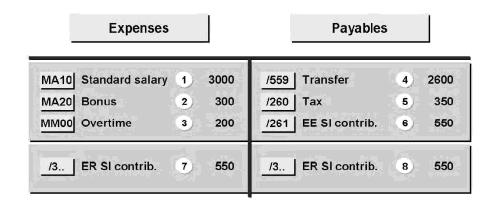 Expenses Payables
MA10 Standard salary 1 3000 /559 Transfer 4 2600
MA20 Bonus 2 300 /260 Tax 5 350
MM00 Overtime 3 200 /261 EE SI contrib. 6 550
/3.. ER SI contrib. 7 550 /3.. ER SI contrib. 8 550